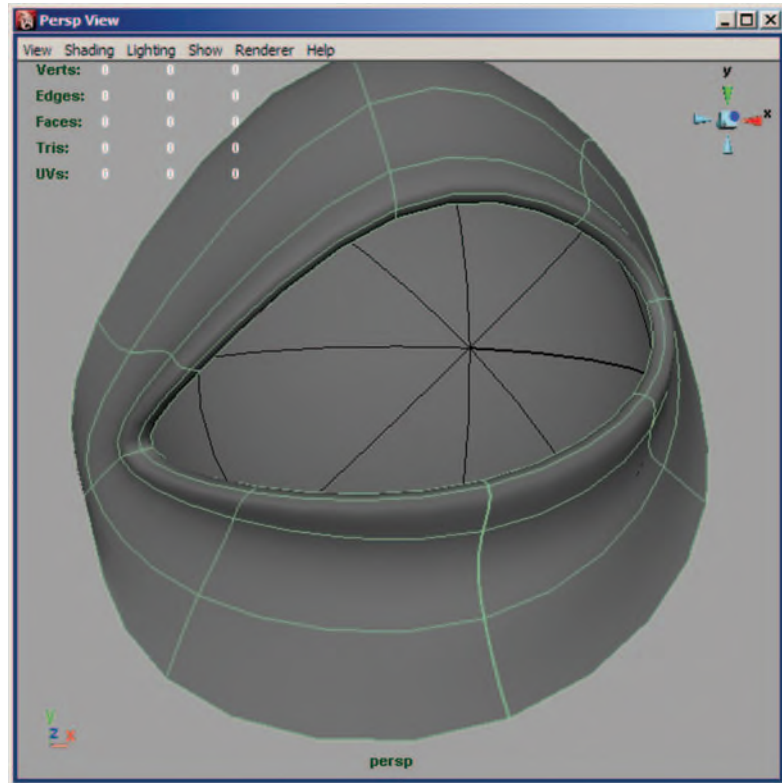 Persp View
View Shading Lighting Show Renderer Help
Verts: 0 0 0
Edges: 0 0 0
Faces: 0 0 0
Tris: 0 0 0
UVs: 0 0 0
y
x
y
z x
persp